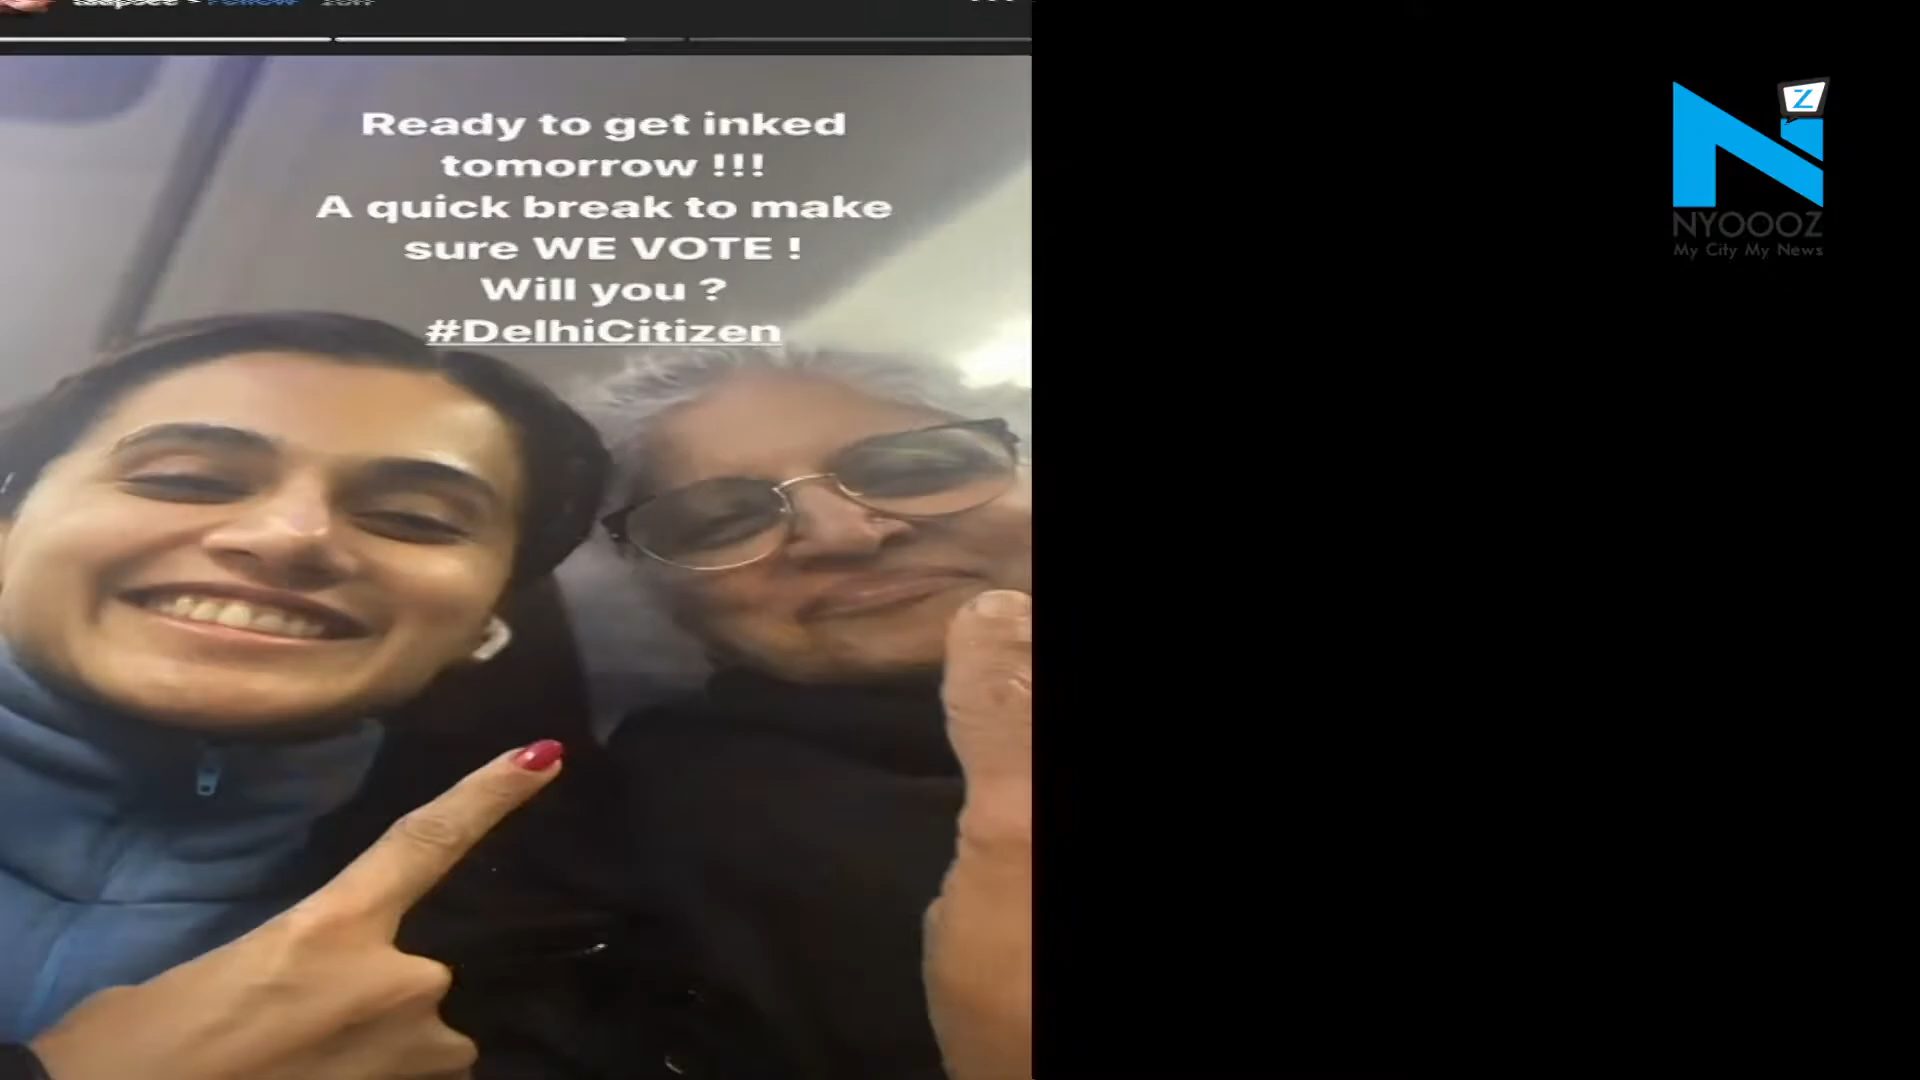 Ready to get inked
tomorrow !!!
A quick break to make
sure WE VOTE !
Will you ?
#DelhiCitizen
Z
NYOOOZ
My City My News